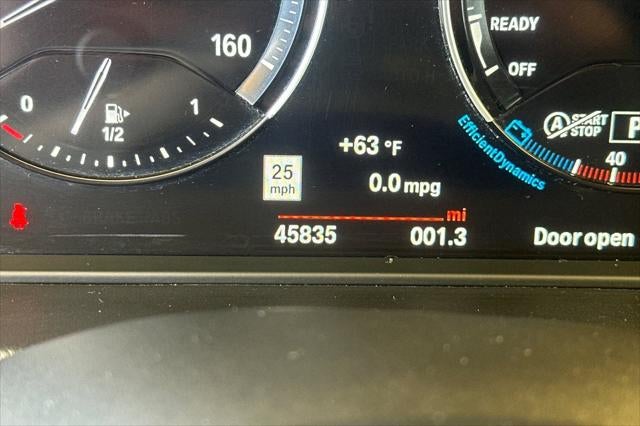 160
READY
OFF
0
1
1/2
A START
STOP
P
+63 °F
40
EfficientDynamics
25
mph
0.0 mpg
mi
45835
001.3
Door open